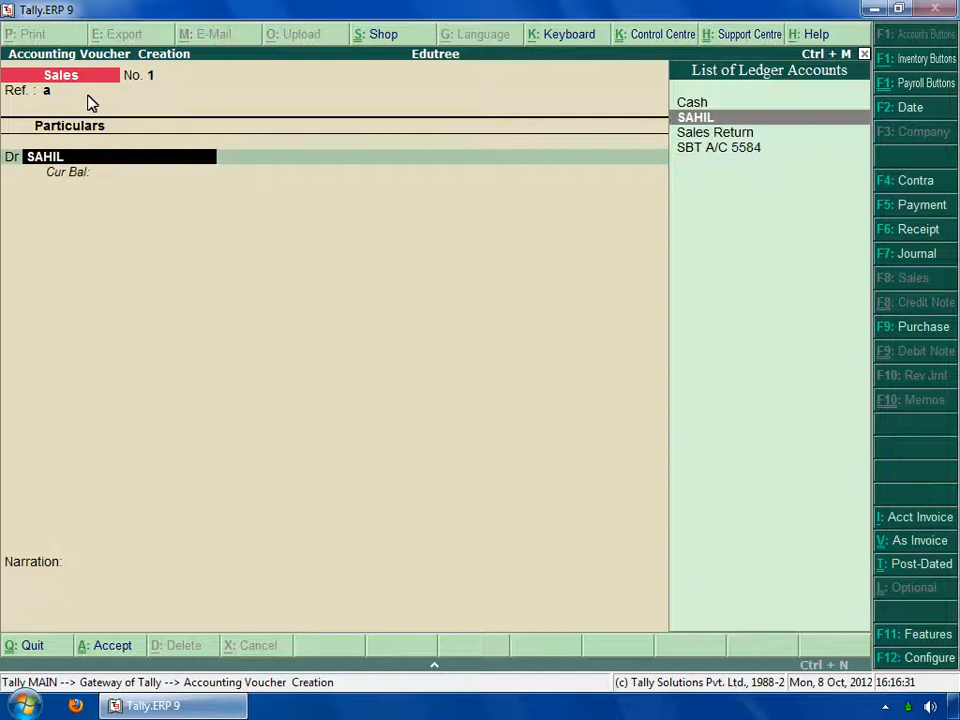 Tally.ERP 9
P: Print E: Export M: E-Mail O: Upload S: Shop G: Language K: Keyboard K: Control Centre H: Support Centre H: Help
F1: Accounts Buttons
Accounting Voucher Creation Edutree Ctrl + M
F1: Inventory Buttons
Sales No. 1
List of Ledger Accounts
F1: Payroll Buttons
Ref. : a
Cash
F2: Date
SAHIL
Particulars
Sales Return
F3: Company
SBT A/C 5584
Dr SAHIL
Cur Bal:
F4: Contra
F5: Payment
F6: Receipt
F7: Journal
F8: Sales
F8: Credit Note
F9: Purchase
F9: Debit Note
F10: Rev Jrnl
F10: Memos
I: Acct Invoice
V: As Invoice
Narration:
T: Post-Dated
L: Optional
F11: Features
Q: Quit A: Accept D: Delete X: Cancel
F12: Configure
Ctrl + N
Tally MAIN --> Gateway of Tally --> Accounting Voucher Creation (c) Tally Solutions Pvt. Ltd., 1988-2 Mon, 8 Oct, 2012 16:16:31
Tally.ERP 9